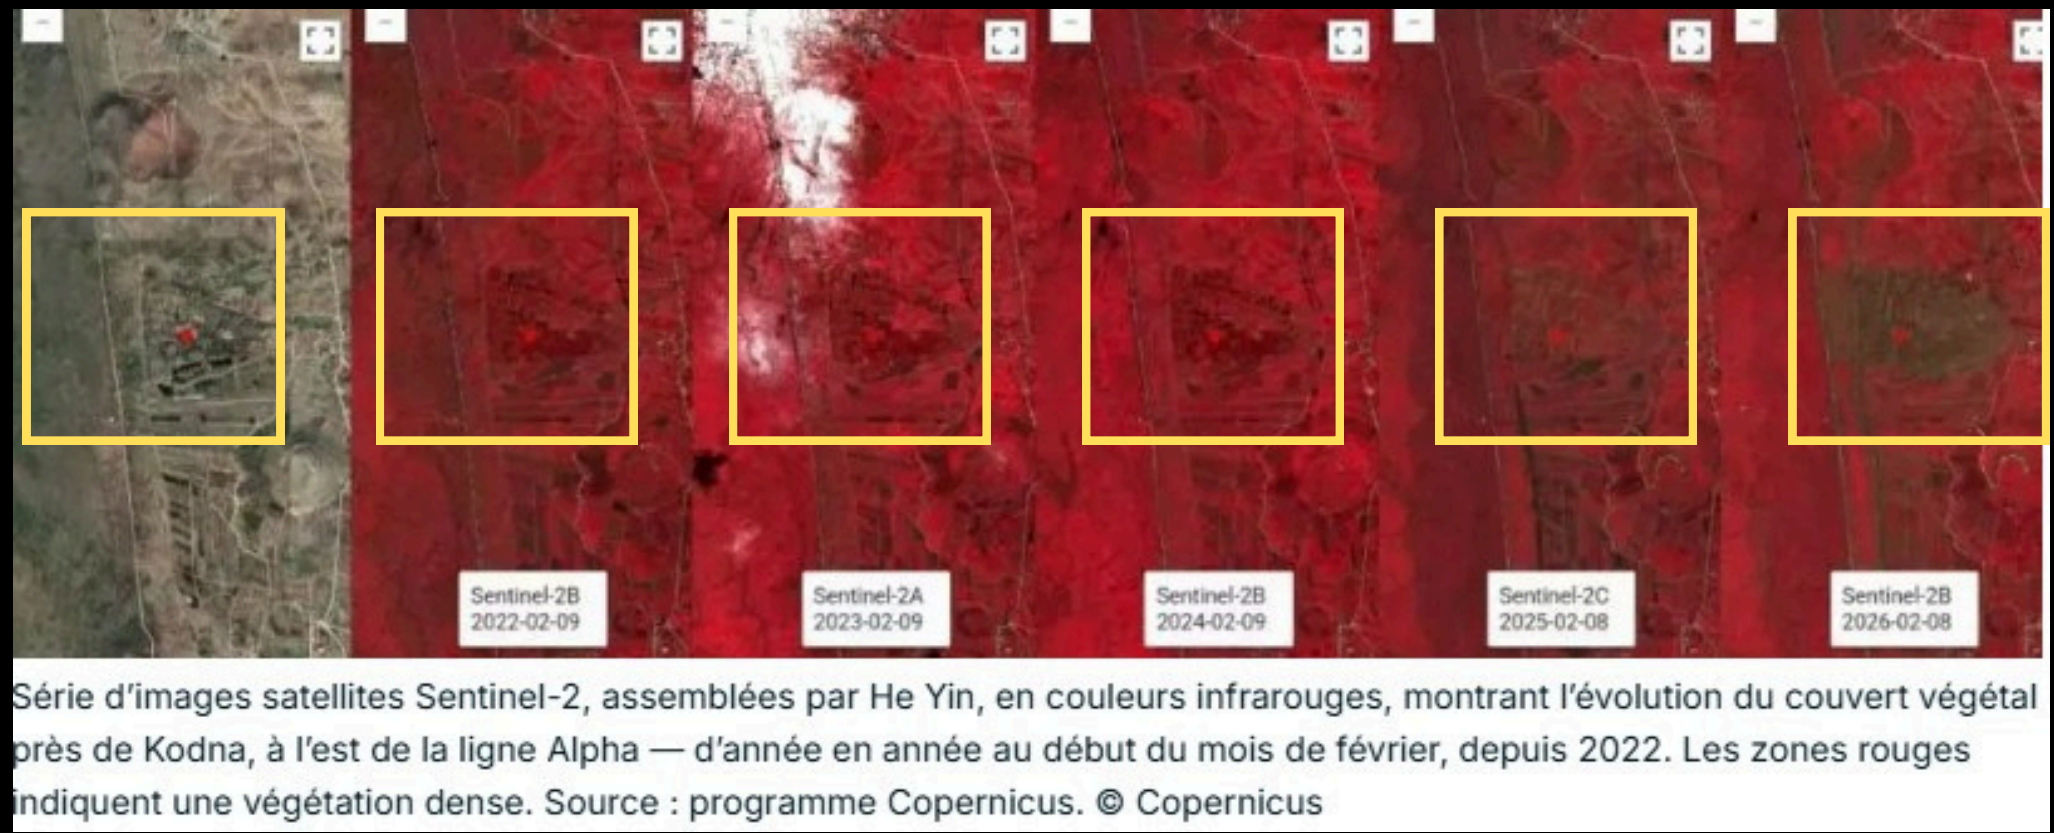 Sentinel-2B
2022-02-09
Sentinel-2A
2023-02-09
Sentinel-2B
2024-02-09
Sentinel-2C
2025-02-08
Sentinel-2B
2026-02-08
Série d’images satellites Sentinel-2, assemblées par He Yin, en couleurs infrarouges, montrant l’évolution du couvert végétal
près de Kodna, à l’est de la ligne Alpha — d’année en année au début du mois de février, depuis 2022. Les zones rouges
indiquent une végétation dense. Source : programme Copernicus. © Copernicus